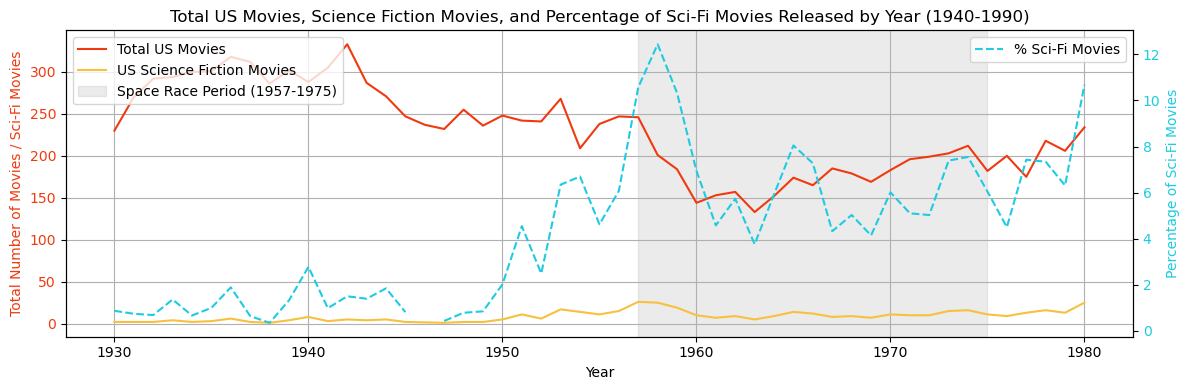 Total US Movies, Science Fiction Movies, and Percentage of Sci-Fi Movies Released by Year (1940-1990)
Total US Movies
US Science Fiction Movies
Space Race Period (1957-1975)
% Sci-Fi Movies
Total Number of Movies / Sci-Fi Movies
300
250
200
150
100
50
0
12
10
8
6
4
2
0
Percentage of Sci-Fi Movies
1930
1940
1950
1960
1970
1980
Year